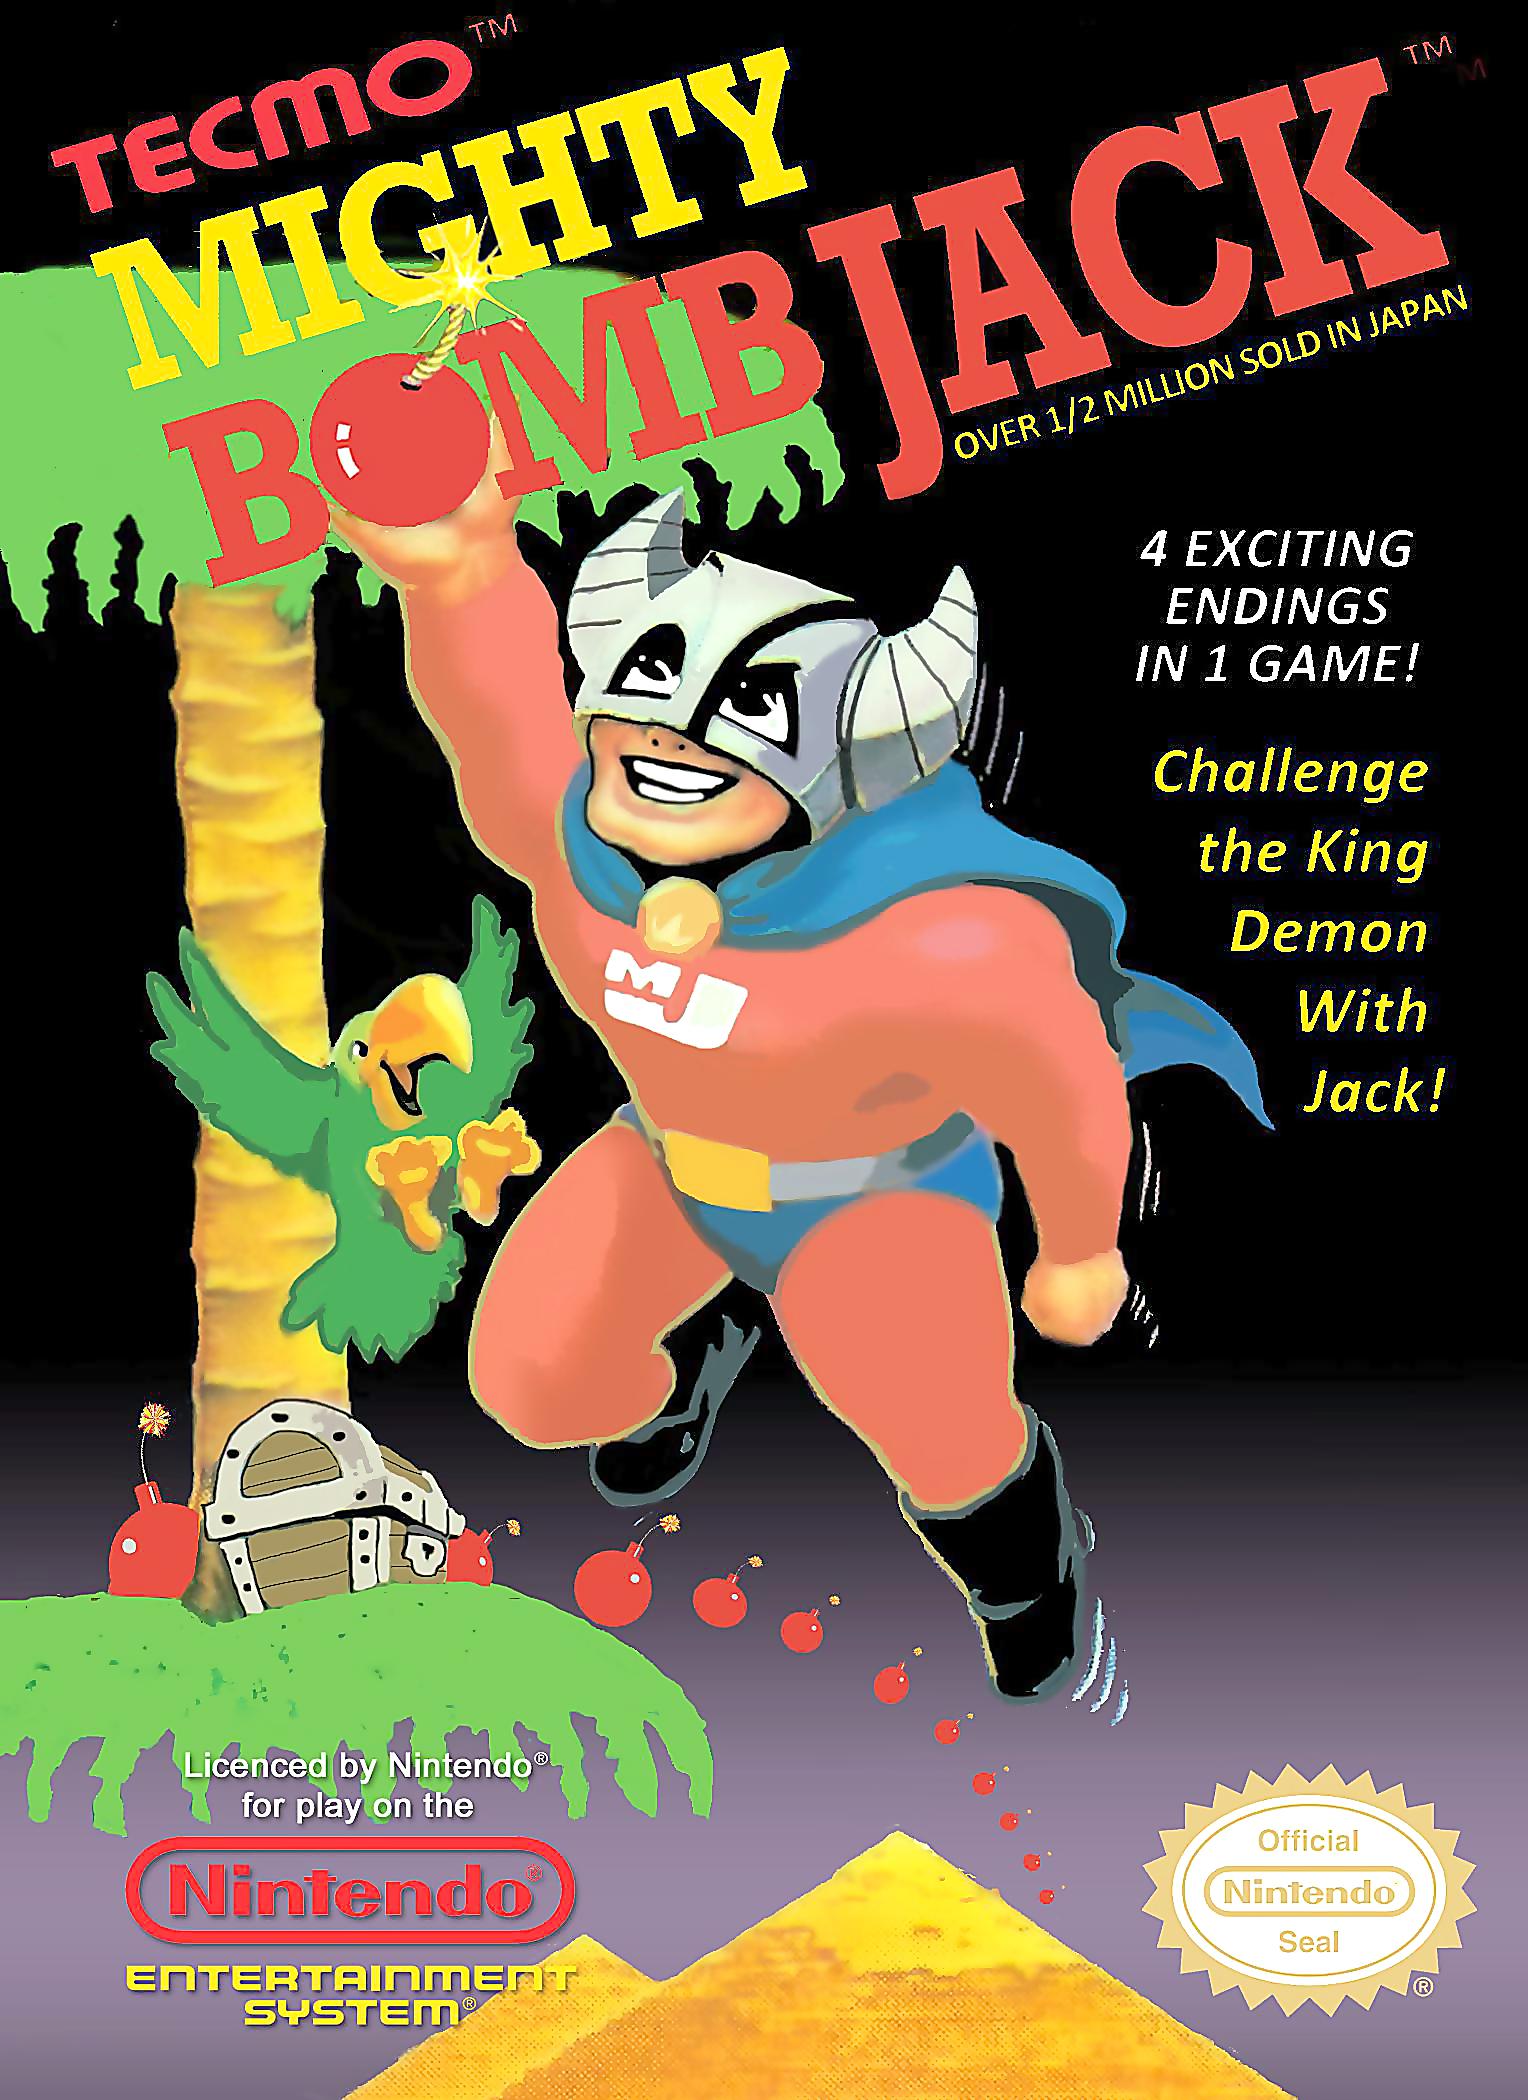 TECMO™
MIGHTY
BOMB JACK™
OVER 1/2 MILLION SOLD IN JAPAN
4 EXCITING
ENDINGS
IN 1 GAME!
Challenge
the King
Demon
With
Jack!
MJ
Licenced by Nintendo®
for play on the
Nintendo®
ENTERTAINMENT
SYSTEM®
Official
Nintendo
Seal
®